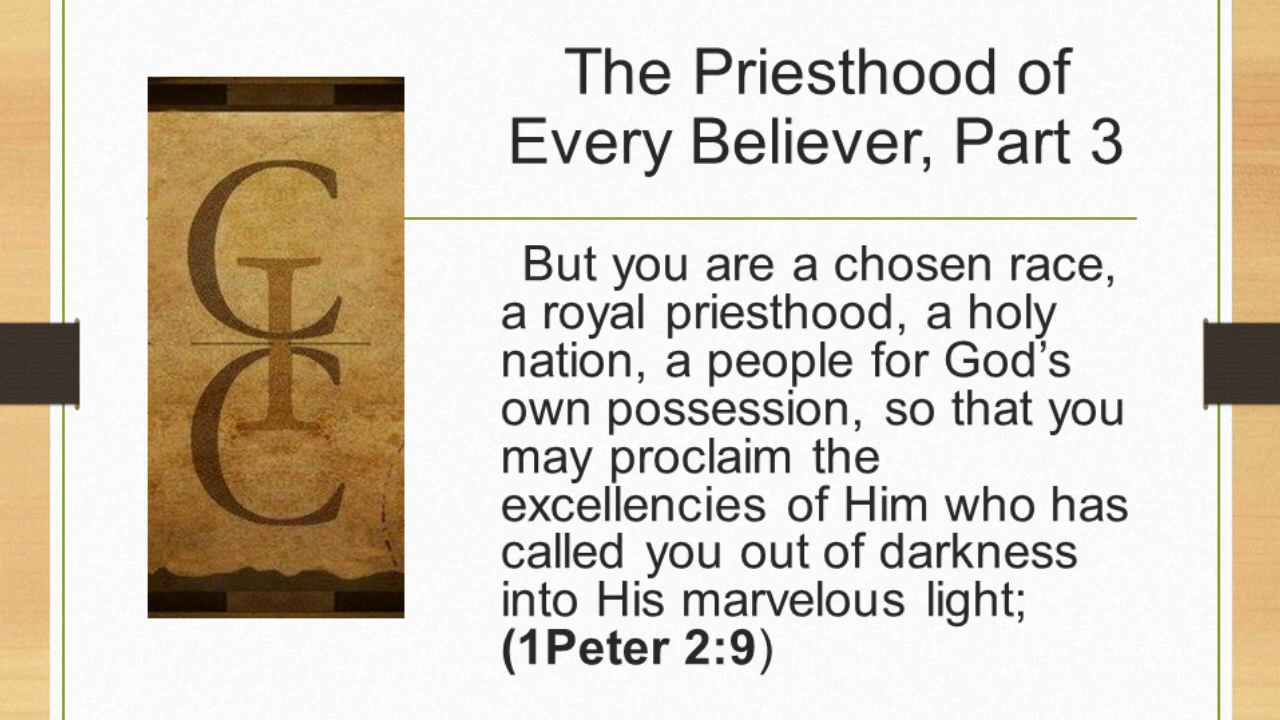 The Priesthood of
Every Believer, Part 3
C
I
C
But you are a chosen race,
a royal priesthood, a holy
nation, a people for God’s
own possession, so that you
may proclaim the
excellencies of Him who has
called you out of darkness
into His marvelous light;
(1Peter 2:9)